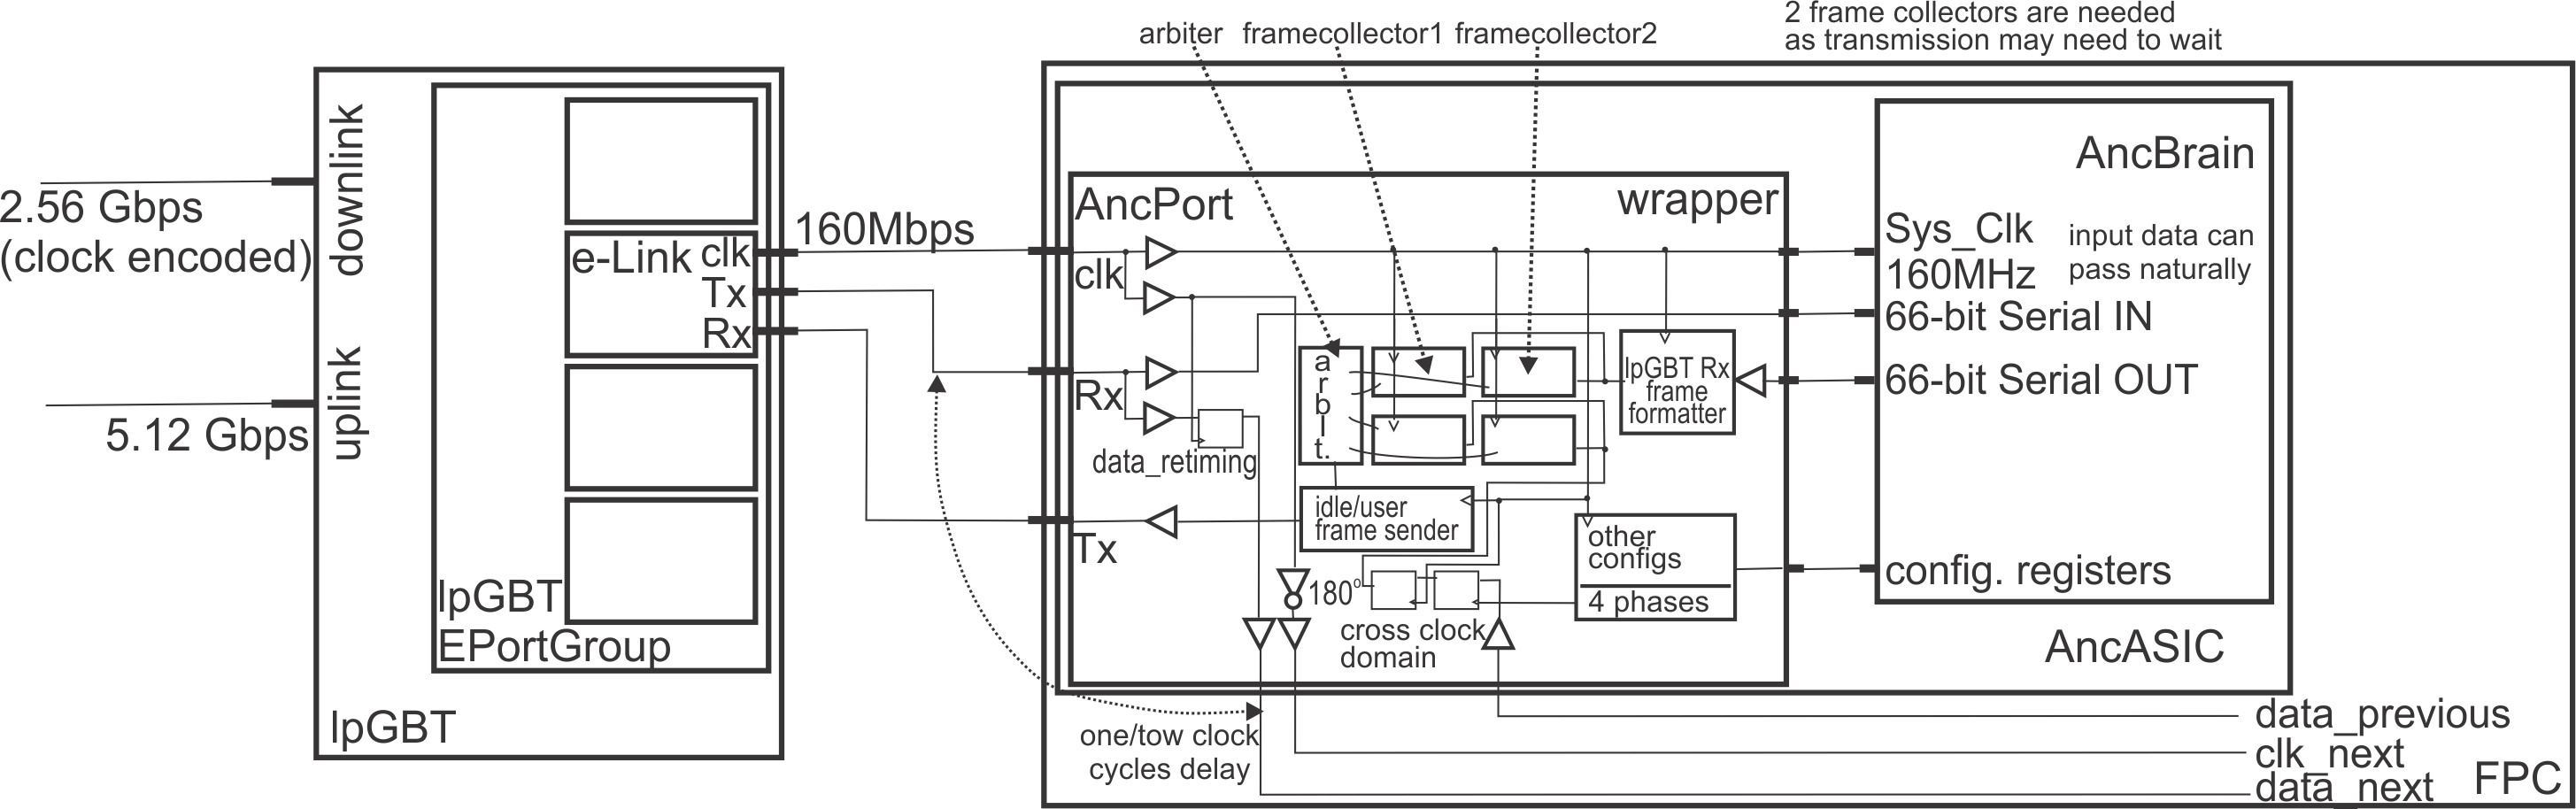 arbiter framecollector1 framecollector2
2 frame collectors are needed
as transmission may need to wait
downlink
2.56 Gbps
(clock encoded)
uplink
5.12 Gbps
e-Link
clk
Tx
Rx
lpGBT
EPortGroup
lpGBT
160Mbps
AncPort
wrapper
clk
Rx
data_retiming
Tx
a
r
b
I
t.
lpGBT Rx
frame
formatter
idle/user
frame sender
other
configs
4 phases
180°
cross clock
domain
AncBrain
Sys_Clk
160MHz
input data can
pass naturally
66-bit Serial IN
66-bit Serial OUT
config. registers
AncASIC
one/tow clock
cycles delay
data_previous
clk_next
data_next
FPC